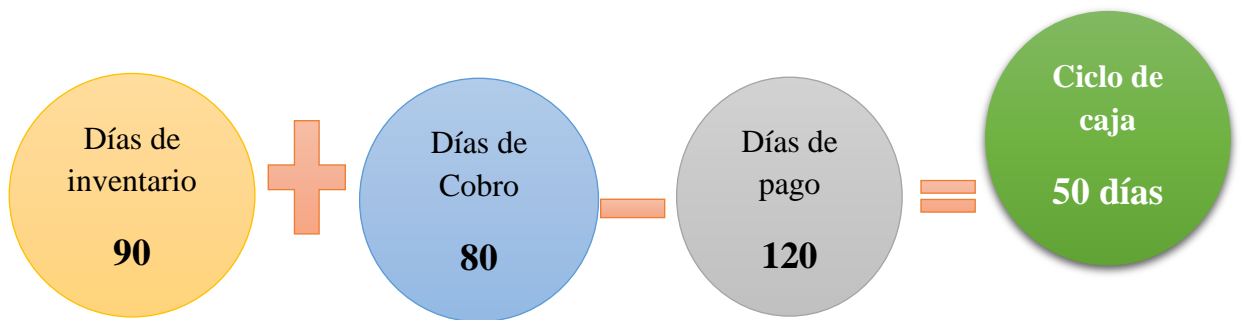 Días de
inventario
90
Días de
Cobro
80
Días de
pago
120
Ciclo de
caja
50 días